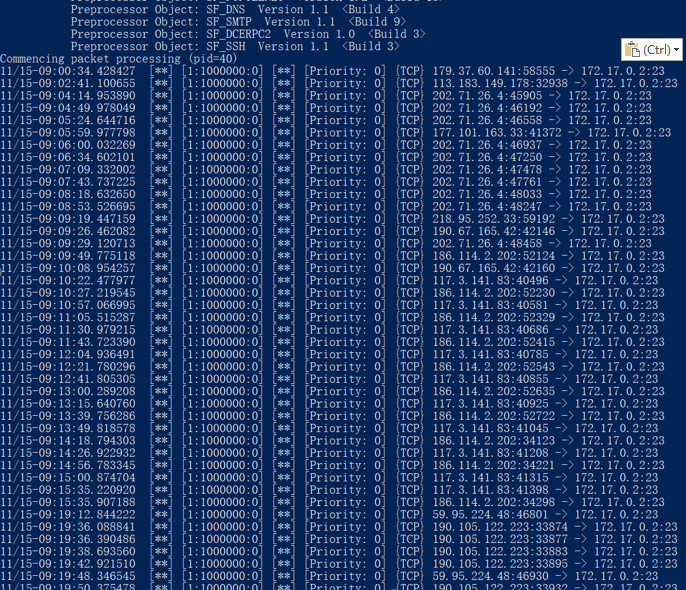 Preprocessor Object: SF_DNS Version 1.1 <Build 4>
Preprocessor Object: SF_SMTP Version 1.1 <Build 9>
Preprocessor Object: SF_DCERPC2 Version 1.0 <Build 3>
Preprocessor Object: SF_SSH Version 1.1 <Build 3>
(Ctrl)
Commencing packet processing (pid=40)
11/15-09:00:34.428427 [**] [1:1000000:0] [**] [Priority: 0] {TCP} 179.37.60.141:58555 -> 172.17.0.2:23
11/15-09:02:41.100655 [**] [1:1000000:0] [**] [Priority: 0] {TCP} 113.183.149.178:32938 -> 172.17.0.2:23
11/15-09:04:14.953890 [**] [1:1000000:0] [**] [Priority: 0] {TCP} 202.71.26.4:45905 -> 172.17.0.2:23
11/15-09:04:49.978049 [**] [1:1000000:0] [**] [Priority: 0] {TCP} 202.71.26.4:46192 -> 172.17.0.2:23
11/15-09:05:24.644716 [**] [1:1000000:0] [**] [Priority: 0] {TCP} 202.71.26.4:46558 -> 172.17.0.2:23
11/15-09:05:59.977798 [**] [1:1000000:0] [**] [Priority: 0] {TCP} 177.101.163.33:41372 -> 172.17.0.2:23
11/15-09:06:00.032269 [**] [1:1000000:0] [**] [Priority: 0] {TCP} 202.71.26.4:46937 -> 172.17.0.2:23
11/15-09:06:34.602101 [**] [1:1000000:0] [**] [Priority: 0] {TCP} 202.71.26.4:47250 -> 172.17.0.2:23
11/15-09:07:09.332002 [**] [1:1000000:0] [**] [Priority: 0] {TCP} 202.71.26.4:47478 -> 172.17.0.2:23
11/15-09:07:43.737225 [**] [1:1000000:0] [**] [Priority: 0] {TCP} 202.71.26.4:47761 -> 172.17.0.2:23
11/15-09:08:18.632650 [**] [1:1000000:0] [**] [Priority: 0] {TCP} 202.71.26.4:48033 -> 172.17.0.2:23
11/15-09:08:53.526695 [**] [1:1000000:0] [**] [Priority: 0] {TCP} 202.71.26.4:48247 -> 172.17.0.2:23
11/15-09:09:19.447159 [**] [1:1000000:0] [**] [Priority: 0] {TCP} 218.95.252.33:59192 -> 172.17.0.2:23
11/15-09:09:26.462082 [**] [1:1000000:0] [**] [Priority: 0] {TCP} 190.67.165.42:42146 -> 172.17.0.2:23
11/15-09:09:29.120713 [**] [1:1000000:0] [**] [Priority: 0] {TCP} 202.71.26.4:48458 -> 172.17.0.2:23
11/15-09:09:49.775118 [**] [1:1000000:0] [**] [Priority: 0] {TCP} 186.114.2.202:52124 -> 172.17.0.2:23
11/15-09:10:08.954257 [**] [1:1000000:0] [**] [Priority: 0] {TCP} 190.67.165.42:42160 -> 172.17.0.2:23
11/15-09:10:22.477977 [**] [1:1000000:0] [**] [Priority: 0] {TCP} 117.3.141.83:40496 -> 172.17.0.2:23
11/15-09:10:27.219545 [**] [1:1000000:0] [**] [Priority: 0] {TCP} 186.114.2.202:52230 -> 172.17.0.2:23
11/15-09:10:57.066995 [**] [1:1000000:0] [**] [Priority: 0] {TCP} 117.3.141.83:40581 -> 172.17.0.2:23
11/15-09:11:05.515287 [**] [1:1000000:0] [**] [Priority: 0] {TCP} 186.114.2.202:52329 -> 172.17.0.2:23
11/15-09:11:30.979215 [**] [1:1000000:0] [**] [Priority: 0] {TCP} 117.3.141.83:40686 -> 172.17.0.2:23
11/15-09:11:43.723390 [**] [1:1000000:0] [**] [Priority: 0] {TCP} 186.114.2.202:52415 -> 172.17.0.2:23
11/15-09:12:04.936491 [**] [1:1000000:0] [**] [Priority: 0] {TCP} 117.3.141.83:40785 -> 172.17.0.2:23
11/15-09:12:21.780296 [**] [1:1000000:0] [**] [Priority: 0] {TCP} 186.114.2.202:52543 -> 172.17.0.2:23
11/15-09:12:41.805305 [**] [1:1000000:0] [**] [Priority: 0] {TCP} 117.3.141.83:40855 -> 172.17.0.2:23
11/15-09:13:00.289208 [**] [1:1000000:0] [**] [Priority: 0] {TCP} 186.114.2.202:52635 -> 172.17.0.2:23
11/15-09:13:15.640760 [**] [1:1000000:0] [**] [Priority: 0] {TCP} 117.3.141.83:40925 -> 172.17.0.2:23
11/15-09:13:39.756286 [**] [1:1000000:0] [**] [Priority: 0] {TCP} 186.114.2.202:52722 -> 172.17.0.2:23
11/15-09:13:49.818578 [**] [1:1000000:0] [**] [Priority: 0] {TCP} 117.3.141.83:41045 -> 172.17.0.2:23
11/15-09:14:18.794303 [**] [1:1000000:0] [**] [Priority: 0] {TCP} 186.114.2.202:34123 -> 172.17.0.2:23
11/15-09:14:26.922932 [**] [1:1000000:0] [**] [Priority: 0] {TCP} 117.3.141.83:41208 -> 172.17.0.2:23
11/15-09:14:56.783345 [**] [1:1000000:0] [**] [Priority: 0] {TCP} 186.114.2.202:34221 -> 172.17.0.2:23
11/15-09:15:00.874704 [**] [1:1000000:0] [**] [Priority: 0] {TCP} 117.3.141.83:41315 -> 172.17.0.2:23
11/15-09:15:35.220920 [**] [1:1000000:0] [**] [Priority: 0] {TCP} 117.3.141.83:41398 -> 172.17.0.2:23
11/15-09:15:35.907188 [**] [1:1000000:0] [**] [Priority: 0] {TCP} 186.114.2.202:34298 -> 172.17.0.2:23
11/15-09:19:12.844222 [**] [1:1000000:0] [**] [Priority: 0] {TCP} 59.95.224.48:46801 -> 172.17.0.2:23
11/15-09:19:36.088841 [**] [1:1000000:0] [**] [Priority: 0] {TCP} 190.105.122.223:33874 -> 172.17.0.2:23
11/15-09:19:36.390486 [**] [1:1000000:0] [**] [Priority: 0] {TCP} 190.105.122.223:33877 -> 172.17.0.2:23
11/15-09:19:38.693560 [**] [1:1000000:0] [**] [Priority: 0] {TCP} 190.105.122.223:33883 -> 172.17.0.2:23
11/15-09:19:42.921510 [**] [1:1000000:0] [**] [Priority: 0] {TCP} 190.105.122.223:33895 -> 172.17.0.2:23
11/15-09:19:48.346545 [**] [1:1000000:0] [**] [Priority: 0] {TCP} 59.95.224.48:46930 -> 172.17.0.2:23
11/15-09:19:50.375478 [**] [1:1000000:0] [**] [Priority: 0] {TCP} 190.105.122.223:33932 -> 172.17.0.2:23